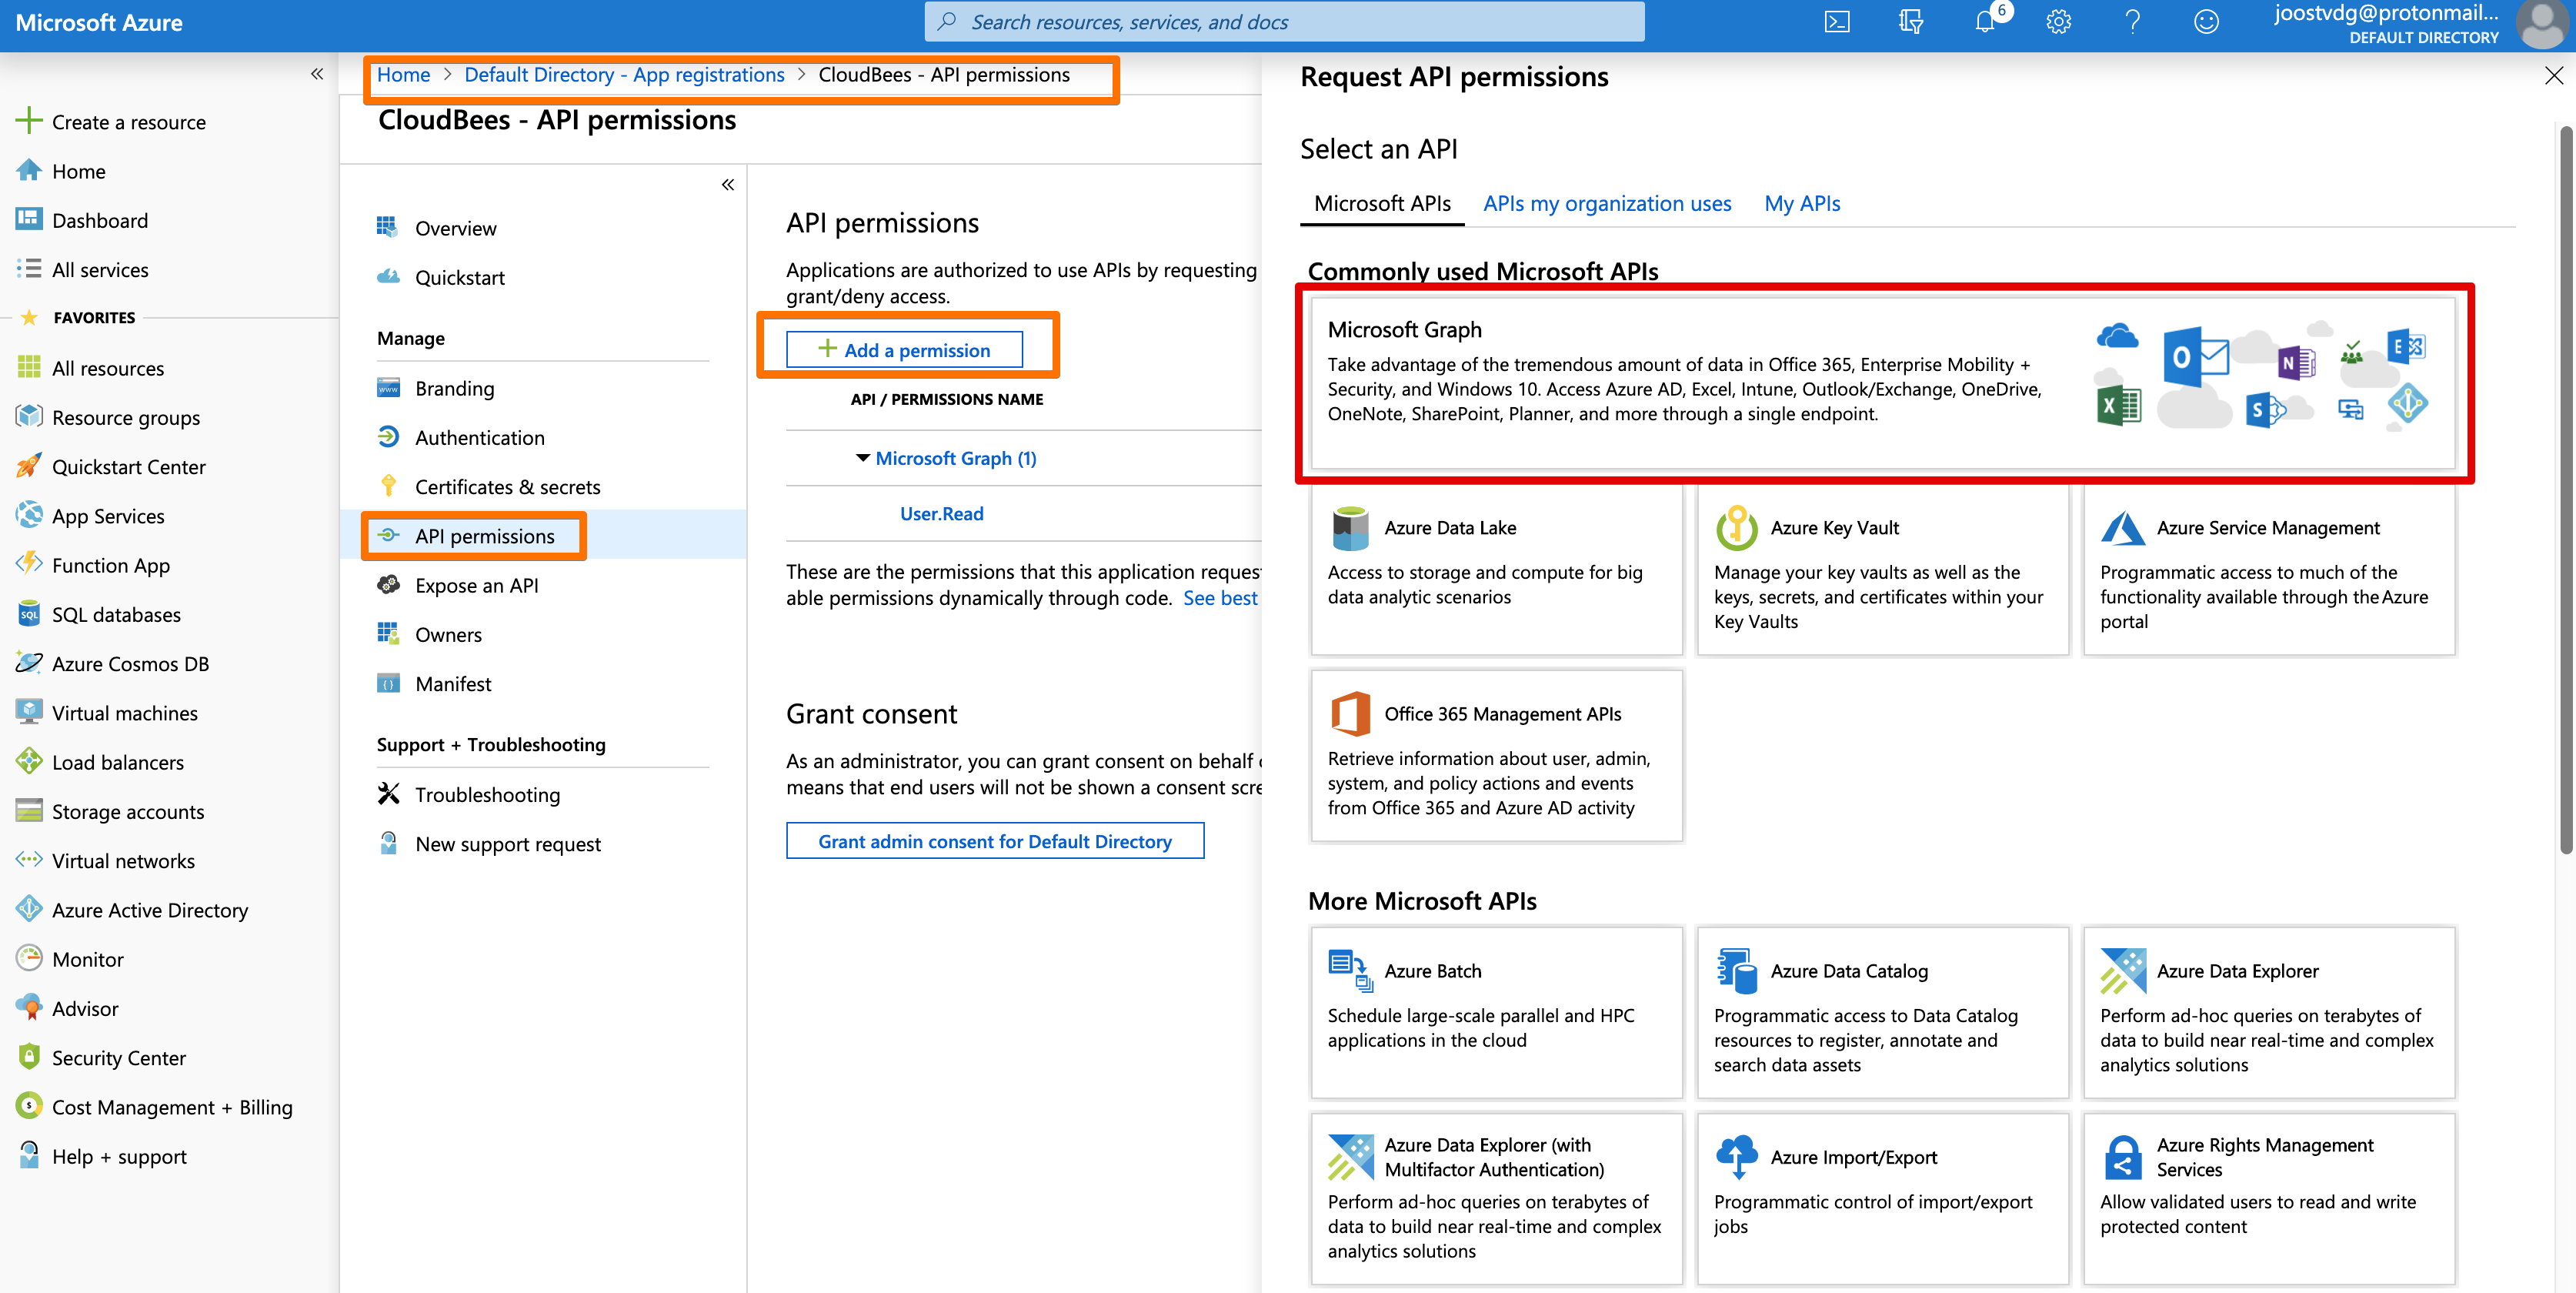 Microsoft Azure
Search resources, services, and docs
6
joostvdg@protonmail...
DEFAULT DIRECTORY
Create a resource
Home
Dashboard
All services
FAVORITES
All resources
Resource groups
Quickstart Center
App Services
Function App
SQL
SQL databases
Azure Cosmos DB
Virtual machines
Load balancers
Storage accounts
Virtual networks
Azure Active Directory
Monitor
Advisor
Security Center
Cost Management + Billing
Help + support
Home > Default Directory - App registrations > CloudBees - API permissions
CloudBees - API permissions
Overview
Quickstart
Manage
www
Branding
Authentication
Certificates & secrets
API permissions
Expose an API
Owners
Manifest
Support + Troubleshooting
Troubleshooting
New support request
API permissions
Applications are authorized to use APIs by requesting
grant/deny access.
Add a permission
API / PERMISSIONS NAME
Microsoft Graph (1)
User.Read
These are the permissions that this application reques
able permissions dynamically through code. See best
Grant consent
As an administrator, you can grant consent on behalf
means that end users will not be shown a consent scre
Grant admin consent for Default Directory
Request API permissions
Select an API
Microsoft APIs
APIs my organization uses
My APIs
Commonly used Microsoft APIs
Microsoft Graph
Take advantage of the tremendous amount of data in Office 365, Enterprise Mobility +
Security, and Windows 10. Access Azure AD, Excel, Intune, Outlook/Exchange, OneDrive,
OneNote, SharePoint, Planner, and more through a single endpoint.
O
N
E
X
S
Azure Data Lake
Access to storage and compute for big
data analytic scenarios
Azure Key Vault
Manage your key vaults as well as the
keys, secrets, and certificates within your
Key Vaults
Azure Service Management
Programmatic access to much of the
functionality available through the Azure
portal
Office 365 Management APIs
Retrieve information about user, admin,
system, and policy actions and events
from Office 365 and Azure AD activity
More Microsoft APIs
Azure Batch
Schedule large-scale parallel and HPC
applications in the cloud
Azure Data Catalog
Programmatic access to Data Catalog
resources to register, annotate and
search data assets
Azure Data Explorer
Perform ad-hoc queries on terabytes of
data to build near real-time and complex
analytics solutions
Azure Data Explorer (with
Multifactor Authentication)
Perform ad-hoc queries on terabytes of
data to build near real-time and complex
analytics solutions
Azure Import/Export
Programmatic control of import/export
jobs
Azure Rights Management
Services
Allow validated users to read and write
protected content